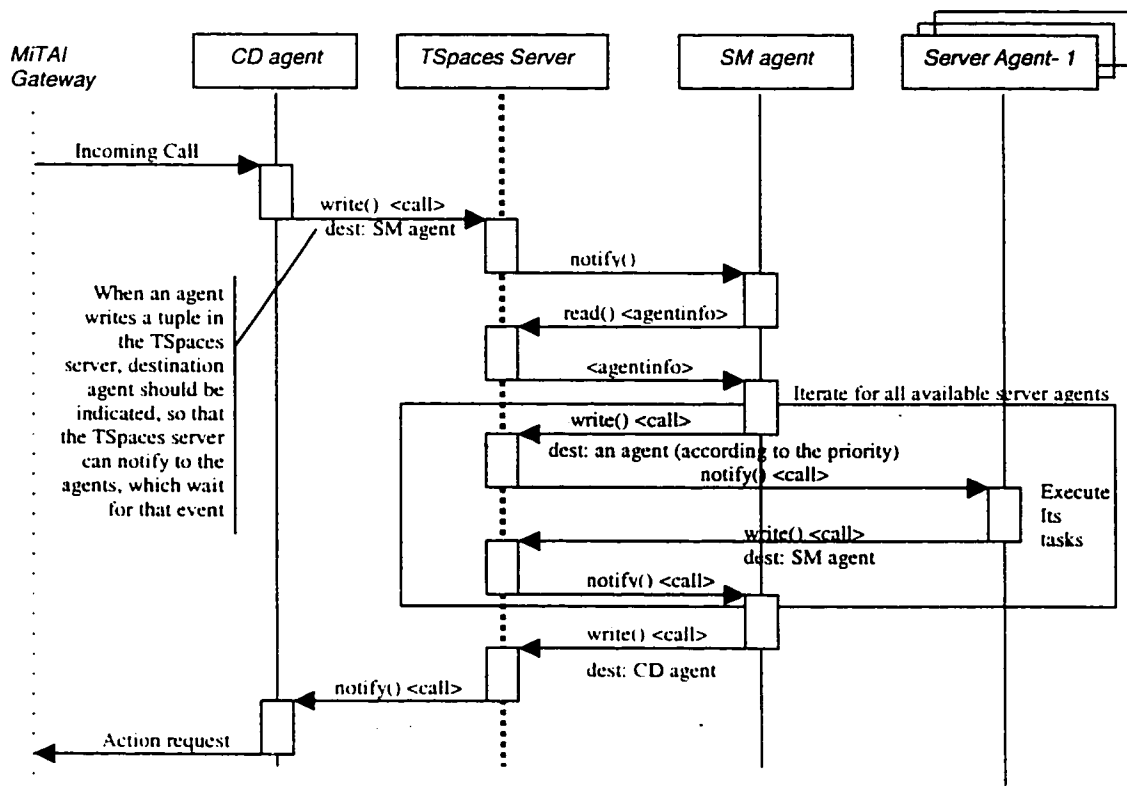 MiTAI
Gateway
CD agent
TSpaces Server
SM agent
Server Agent- 1
Incoming Call
write() <call>
dest: SM agent
notify()
When an agent
writes a tuple in
the TSpaces
server, destination
agent should be
indicated, so that
the TSpaces server
can notify to the
agents, which wait
for that event
read() <agentinfo>
<agentinfo>
Iterate for all available server agents
write() <call>
dest: an agent (according to the priority)
notify() <call>
Execute
Its
tasks
write() <call>
dest: SM agent
notify() <call>
write() <call>
dest: CD agent
notify() <call>
Action request